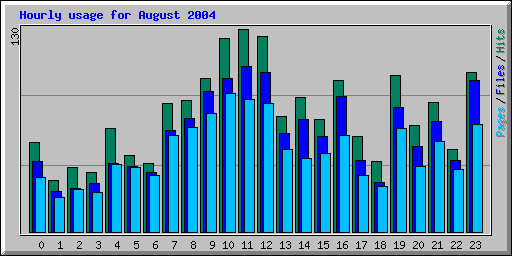 Hourly usage for August 2004
130
Pages/Files/Hits
0 1 2 3 4 5 6 7 8 9 10 11 12 13 14 15 16 17 18 19 20 21 22 23